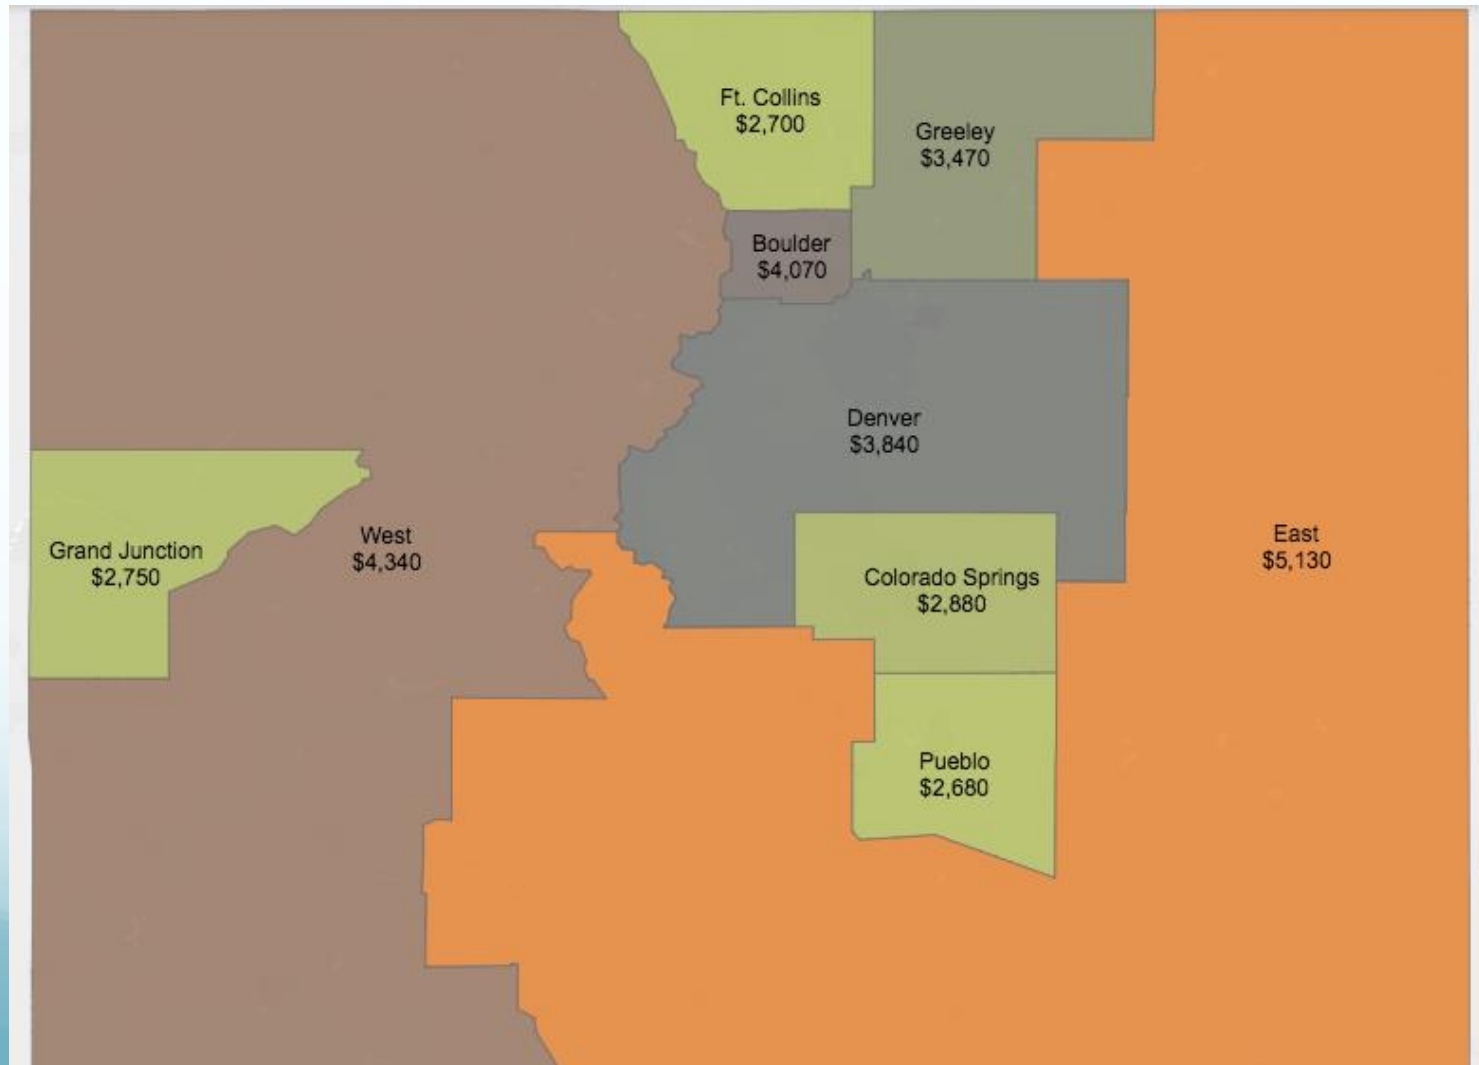 Ft. Collins
$2,700
Greeley
$3,470
Boulder
$4,070
Denver
$3,840
Grand Junction
$2,750
West
$4,340
East
$5,130
Colorado Springs
$2,880
Pueblo
$2,680